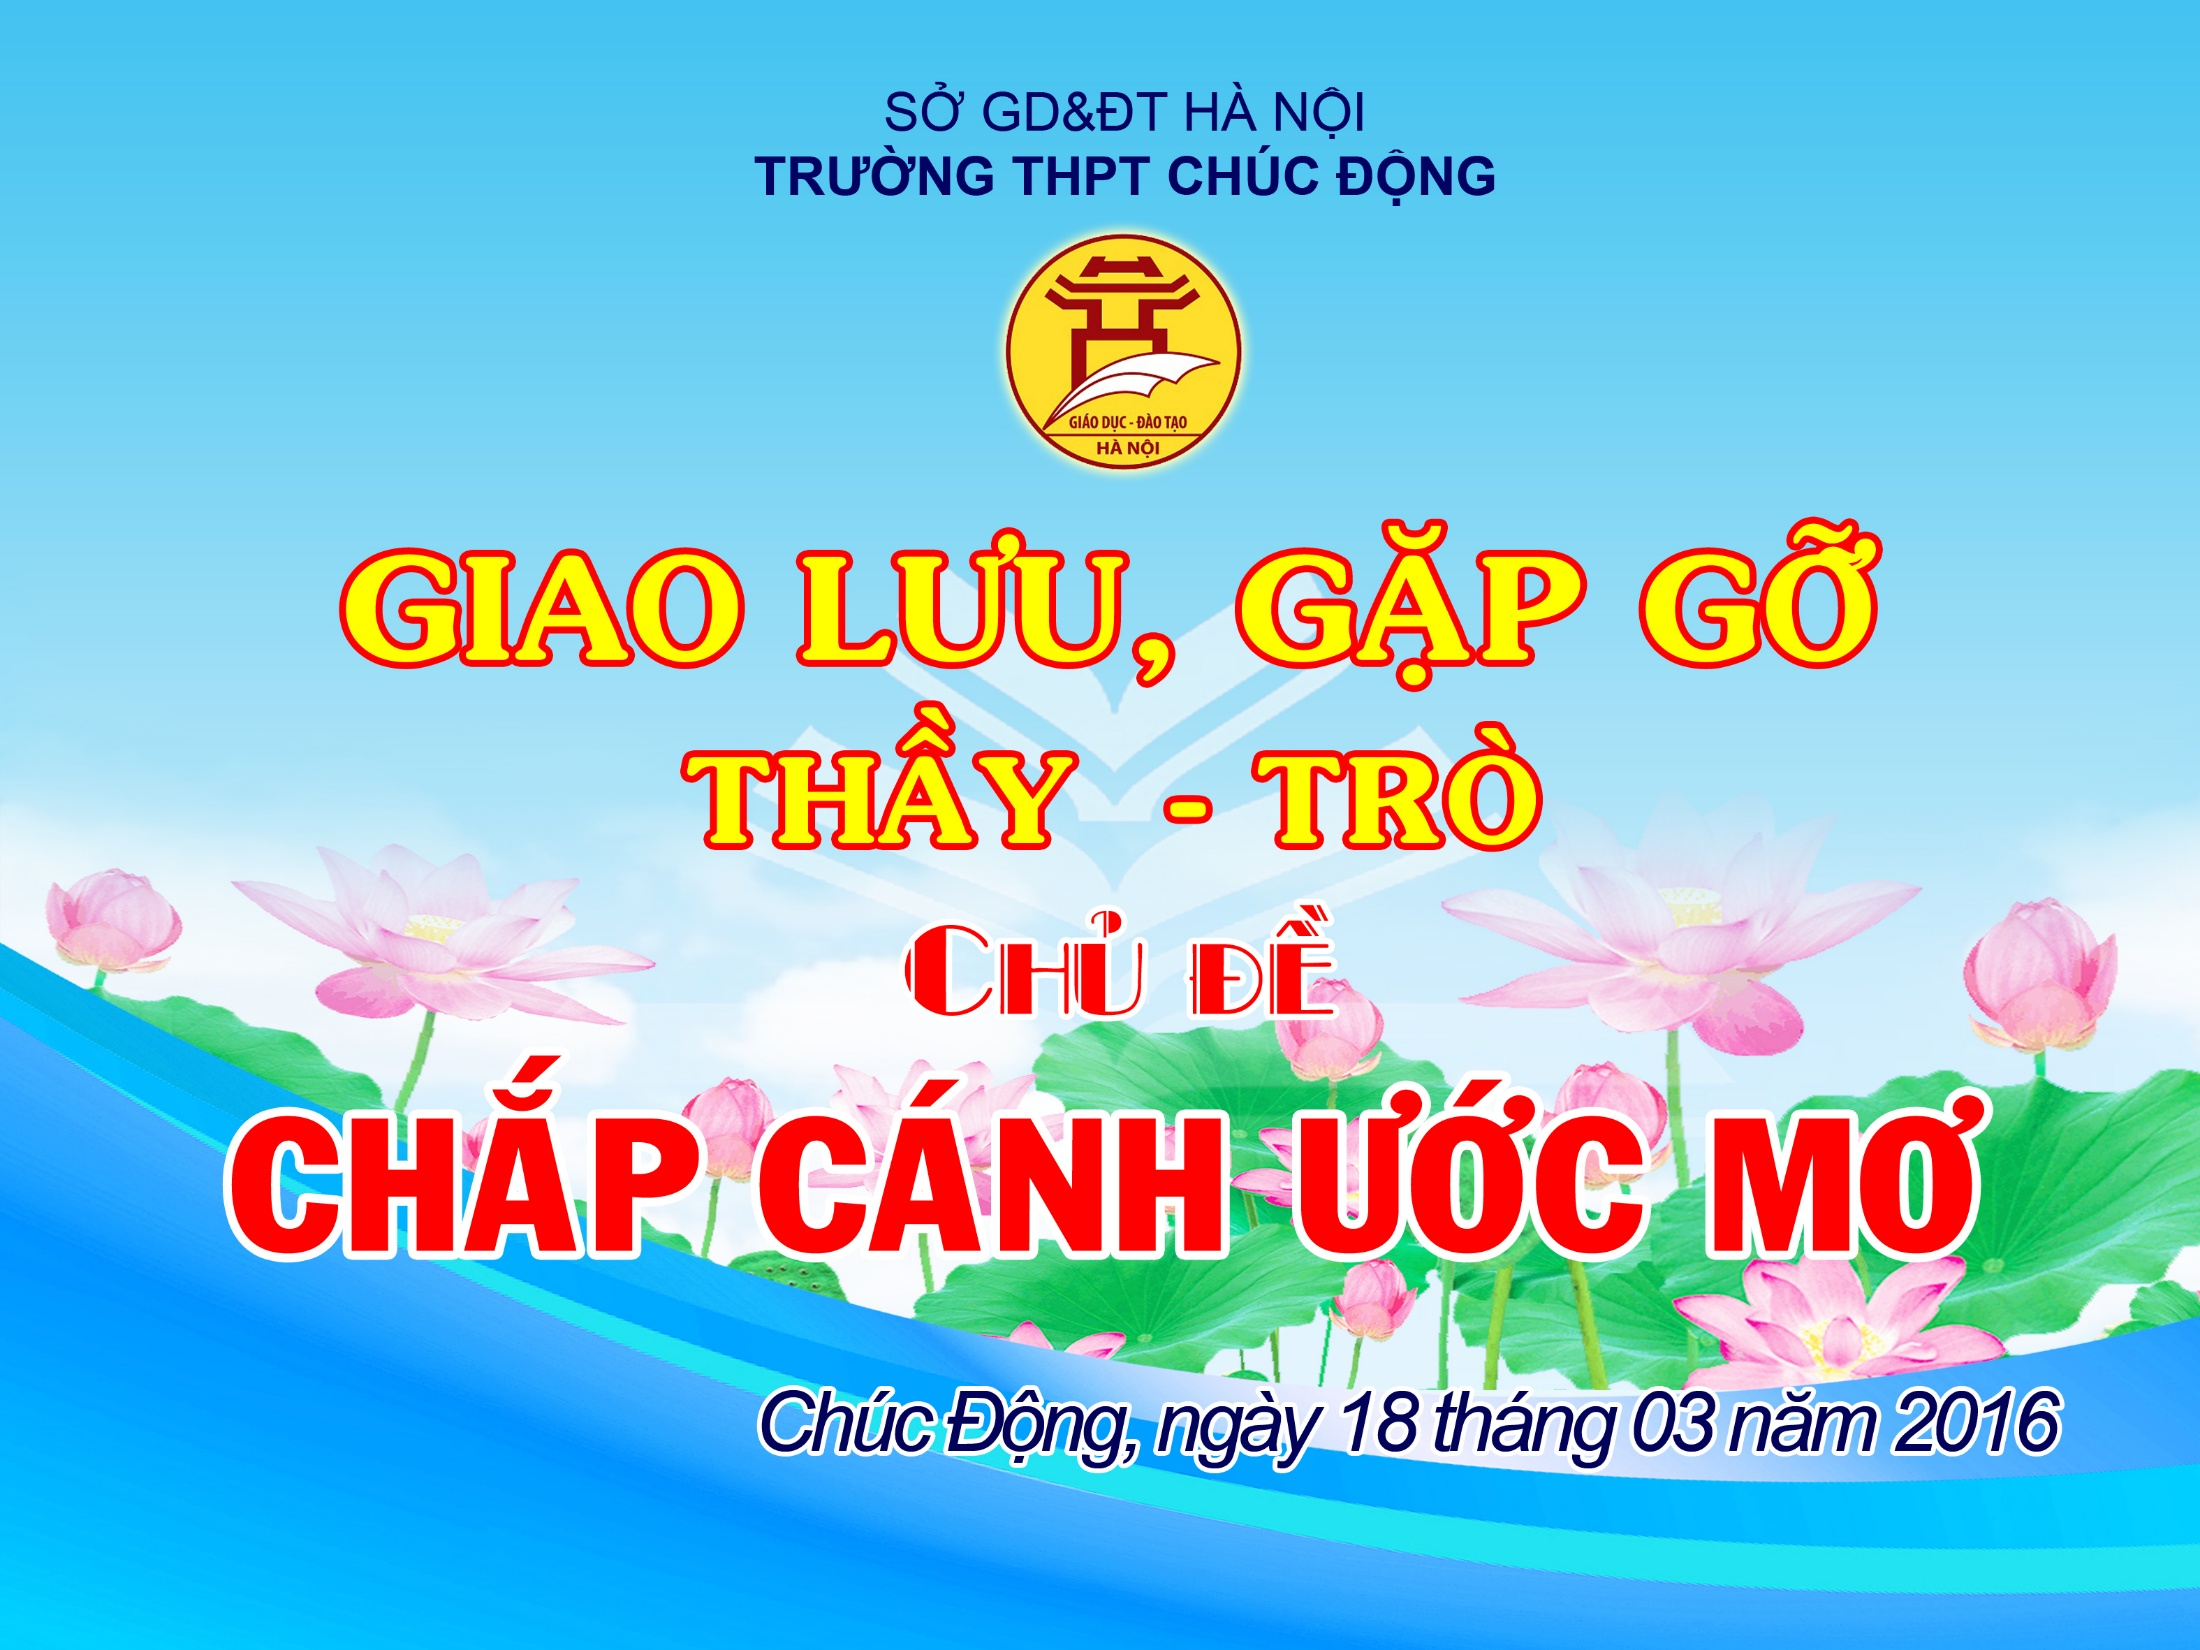 SỞ GD&ĐT HÀ NỘI
TRƯỜNG THPT CHÚC ĐỘNG
GIÁO DỤC - ĐÀO TẠO
HÀ NỘI
GIAO LƯU, GẶP GỠ
THẦY - TRÒ
CHỦ ĐỀ
CHẮP CÁNH ƯỚC MƠ
Chúc Động, ngày 18 tháng 03 năm 2016